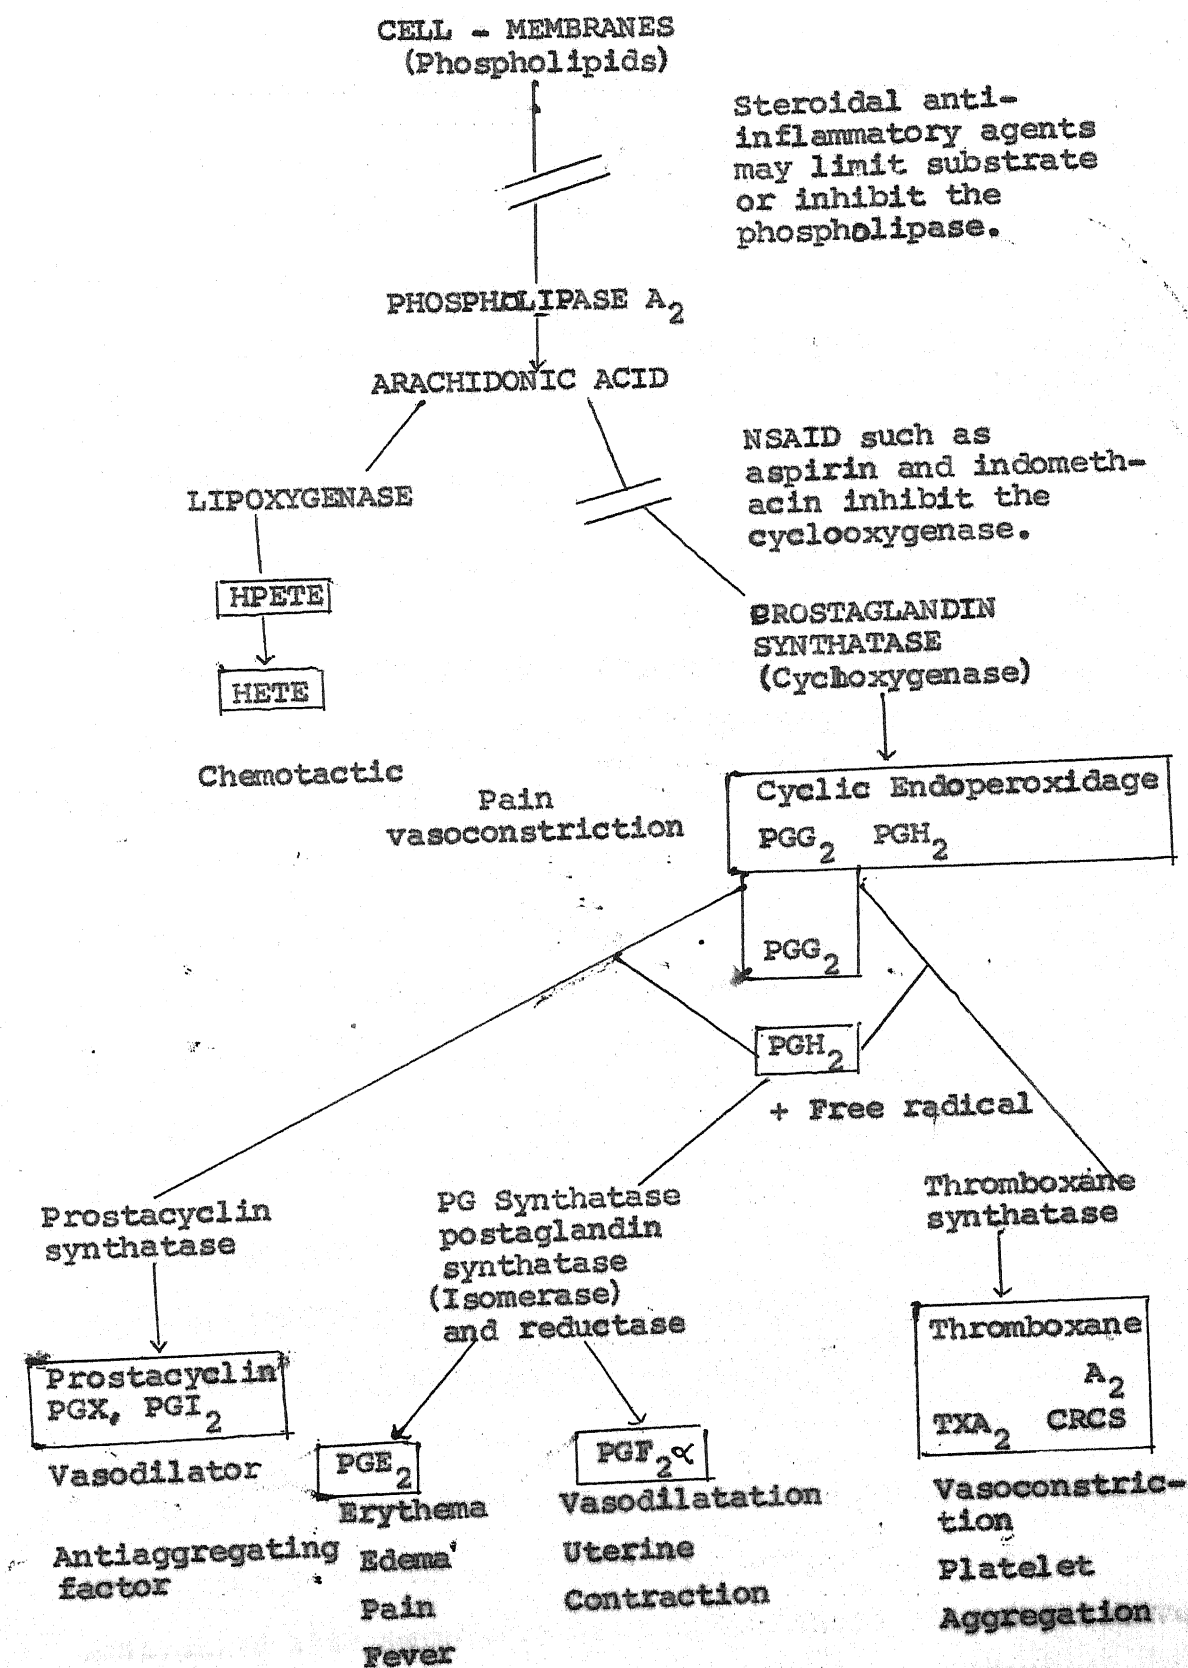 CELL - MEMBRANES
(Phospholipids)
Steroidal anti-
inflammatory agents
may limit substrate
or inhibit the
phospholipase.
PHOSPHOLIPASE A2
ARACHIDONIC ACID
NSAID such as
aspirin and indometh-
acin inhibit the
cyclooxygenase.
LIPOXYGENASE
HPETE
HETE
PROSTAGLANDIN
SYNTHATASE
(Cychoxygenase)
Chemotactic
Pain
vasoconstriction
Cyclic Endoperoxidage
PGG2 PGH2
PGG2
PGH2
+ Free radical
Prostacyclin
synthatase
PG Synthatase
postaglandin
synthatase
(Isomerase)
and reductase
Thromboxane
synthatase
Prostacyclin
PGX, PGI2
Vasodilator
Antiaggregating
factor
PGE2
Erythema
Edema
Pain
Fever
PGF2α
Vasodilatation
Uterine
Contraction
Thromboxane
A2
TXA2 CRCS
Vasoconstric-
tion
Platelet
Aggregation